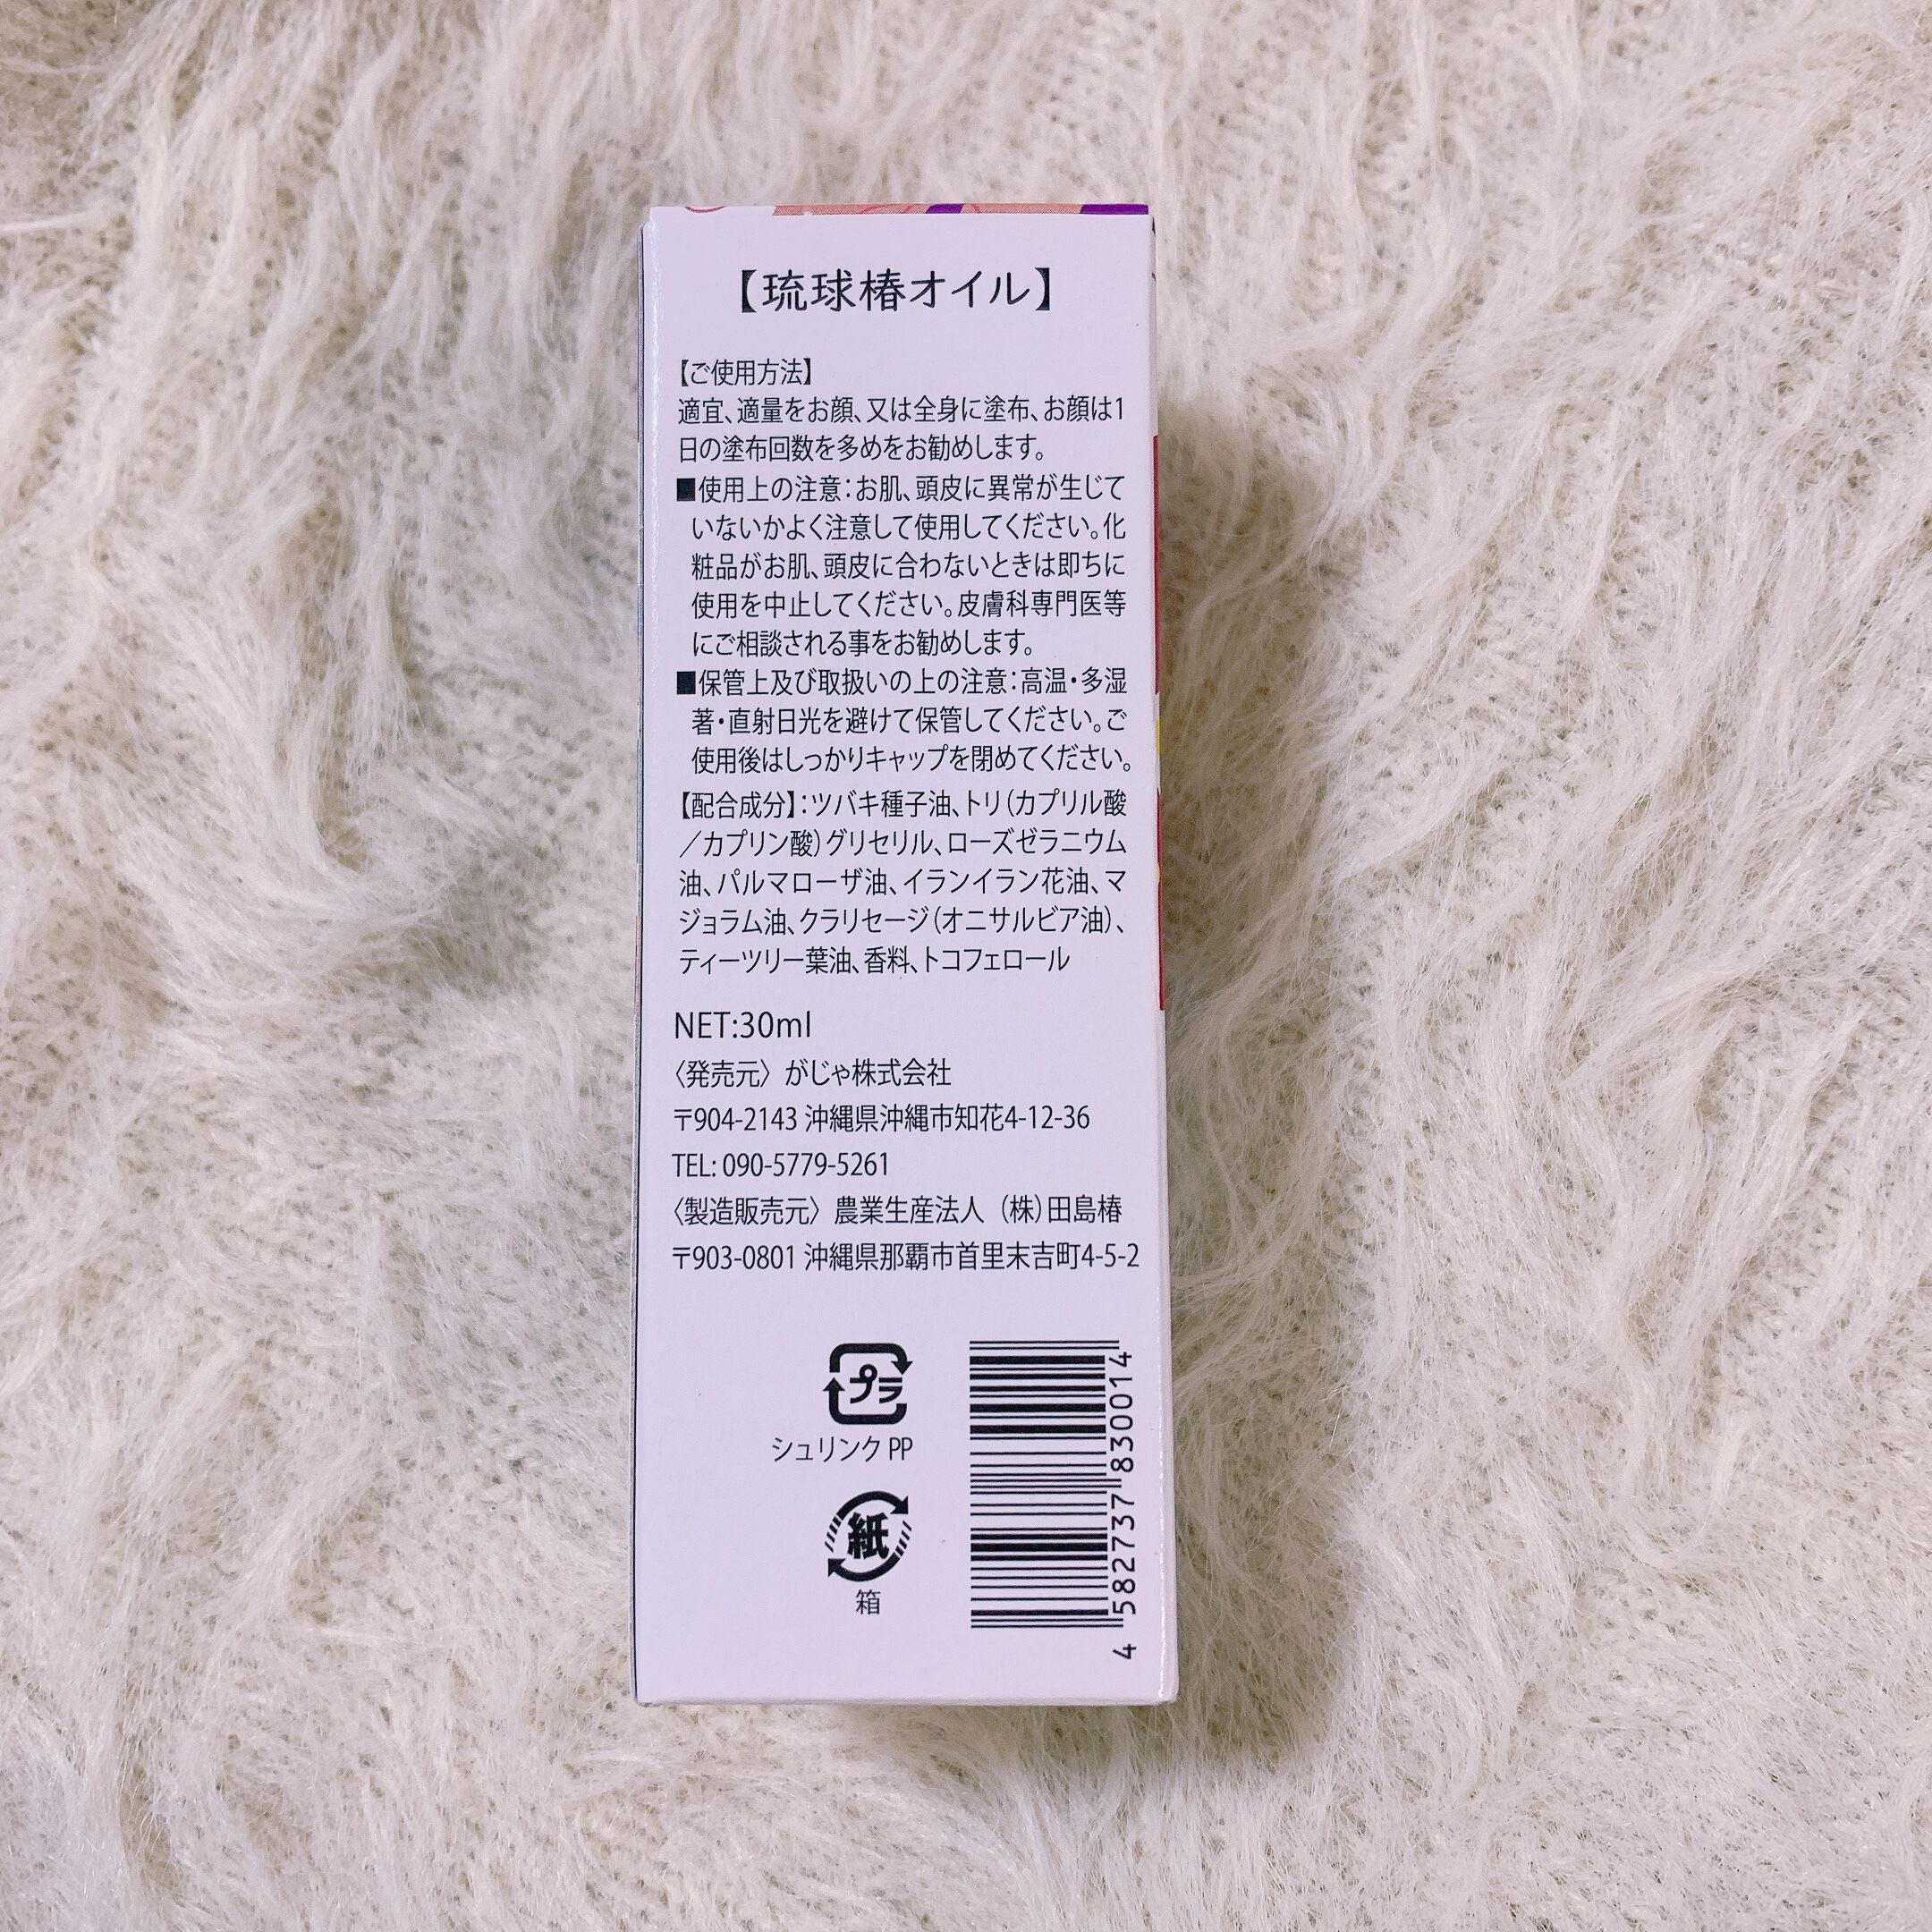 【琉球椿オイル】
【ご使用方法】
適宜、適量をお顔、又は全身に塗布、お顔は1
日の塗布回数を多めをお勧めします。
■使用上の注意：お肌、頭皮に異常が生じて
いないかよく注意して使用してください。化
粧品がお肌、頭皮に合わないときは即ちに
使用を中止してください。皮膚科専門医等
にご相談される事をお勧めします。
■保管上及び取扱いの上の注意：高温・多湿
著・直射日光を避けて保管してください。ご
使用後はしっかりキャップを閉めてください。
【配合成分】：ツバキ種子油、トリ（カプリル酸
／カプリン酸）グリセリル、ローズゼラニウム
油、パルマローザ油、イランイラン花油、マ
ジョラム油、クラリセージ（オニサルビア油）、
ティーツリー葉油、香料、トコフェロール
NET:30ml
〈発売元〉がじゃ株式会社
〒904-2143 沖縄県沖縄市知花4-12-36
TEL: 090-5779-5261
〈製造販売元〉農業生産法人（株）田島椿
〒903-0801 沖縄県那覇市首里末吉町4-5-2
プラ
シュリンク PP
紙
箱
4 582737 830014